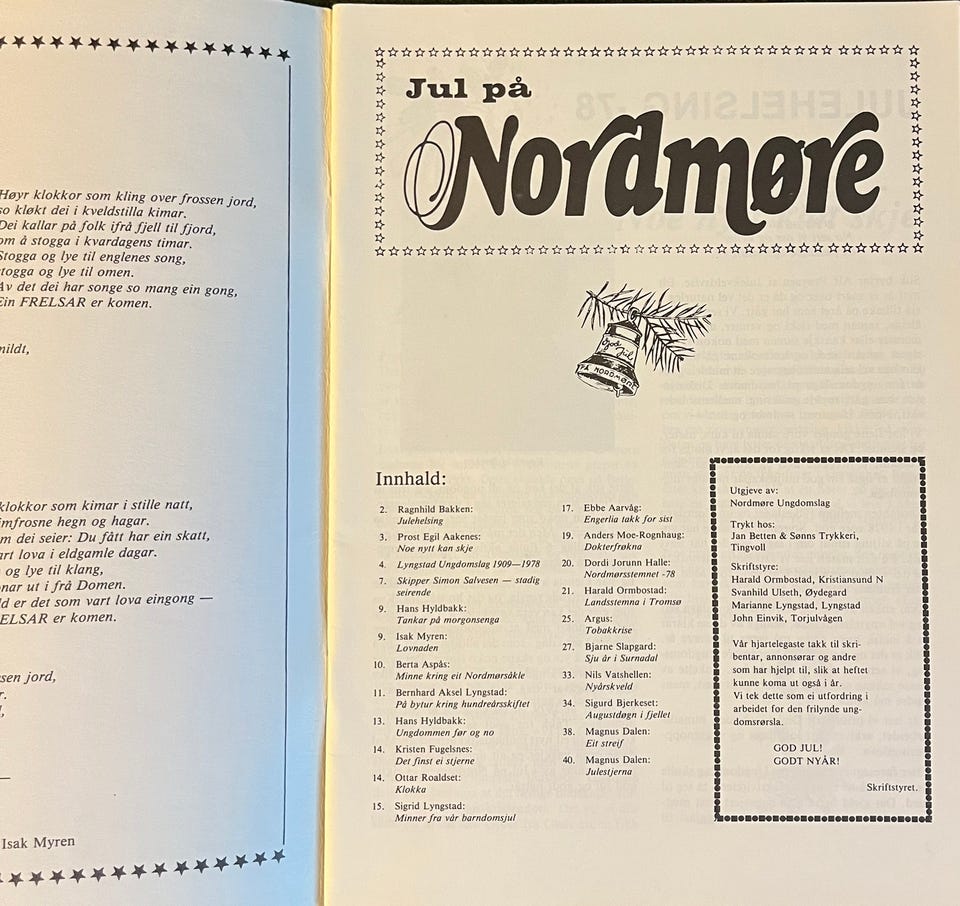 Høyr klokkor som kling over frossen jord,
so kløkt dei i kveldstilla kimar.
Dei kallar på folk ifrå fjell til fjord,
om å stogga i kvardagens timar.
Stogga og lye til englenes song,
stogga og lye til omen.
Av det dei har songe so mang ein gong,
Ein FRELSAR er komen.
mildt,
klokkor som kimar i stille natt,
imfrosne hegn og hagar.
m dei seier: Du fått har ein skatt,
art lova i eldgamle dagar.
og lye til klang,
nar ut i frå Domen.
ld er det som vart lova eingong —
ELSAR er komen.
sen jord,
r.
—
Isak Myren
Jul på
Nordmøre
God
Jul
PÅ NORDMØRE
Innhald:
2. Ragnhild Bakken:
Julehelsing
3. Prost Egil Aakenes:
Noe nytt kan skje
4. Lyngstad Ungdomslag 1909—1978
7. Skipper Simon Salvesen — stadig
seirende
9. Hans Hyldbakk:
Tankar på morgonsenga
9. Isak Myren:
Lovnaden
10. Berta Aspås:
Minne kring eit Nordmørsåkle
11. Bernhard Aksel Lyngstad:
På bytur kring hundreårsskiftet
13. Hans Hyldbakk:
Ungdommen før og no
14. Kristen Fugelsnes:
Det finst ei stjerne
14. Ottar Roaldset:
Klokka
15. Sigrid Lyngstad:
Minner fra vår barndomsjul
17. Ebbe Aarvåg:
Engerlia takk for sist
19. Anders Moe-Rognhaug:
Dokterfrøkna
20. Dordi Jorunn Halle:
Nordmørsstemnet -78
21. Harald Ormbostad:
Landsstemna i Tromsø
25. Argus:
Tobakkrise
27. Bjarne Slapgard:
Sju år i Surnadal
33. Nils Vatshellen:
Nyårskveld
34. Sigurd Bjerkeset:
Augustdøgn i fjellet
38. Magnus Dalen:
Eit streif
40. Magnus Dalen:
Julestjerna
Utgjeve av:
Nordmøre Ungdomslag
Trykt hos:
Jan Betten & Sønns Trykkeri,
Tingvoll
Skriftstyre:
Harald Ormbostad, Kristiansund N
Svanhild Ulseth, Øydegard
Marianne Lyngstad, Lyngstad
John Einvik, Torjulvågen
Vår hjartelegaste takk til skri-
bentar, annonsørar og andre
som har hjelpt til, slik at heftet
kunne koma ut også i år.
Vi tek dette som ei utfordring i
arbeidet for den frilynde ung-
domsrørsla.
GOD JUL!
GODT NYÅR!
Skriftstyret.